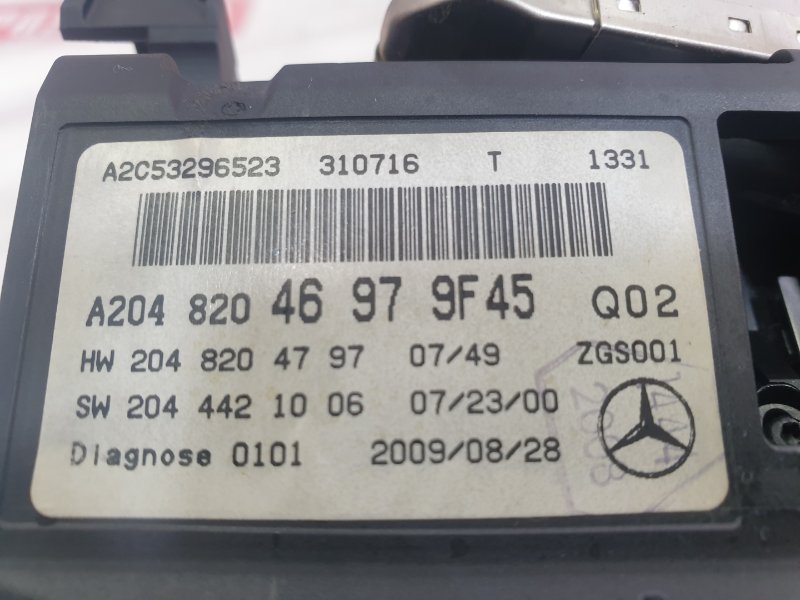 A2C53296523 310716 T 1331
A204 820 46 97 9F45 Q02
HW 204 820 47 97 07/49 ZGS001
SW 204 442 10 06 07/23/00
Diagnose 0101 2009/08/28